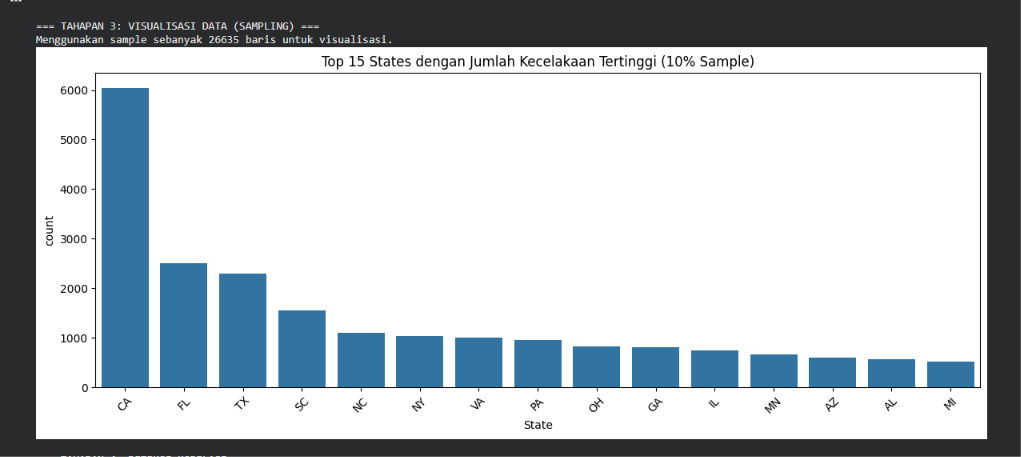 === TAHAPAN 3: VISUALISASI DATA (SAMPLING) ===
Menggunakan sample sebanyak 26635 baris untuk visualisasi.
Top 15 States dengan Jumlah Kecelakaan Tertinggi (10% Sample)
6000
5000
4000
3000
2000
1000
0
count
CA FL TX SC NC NY VA PA OH GA IL MN AZ AL MI
State